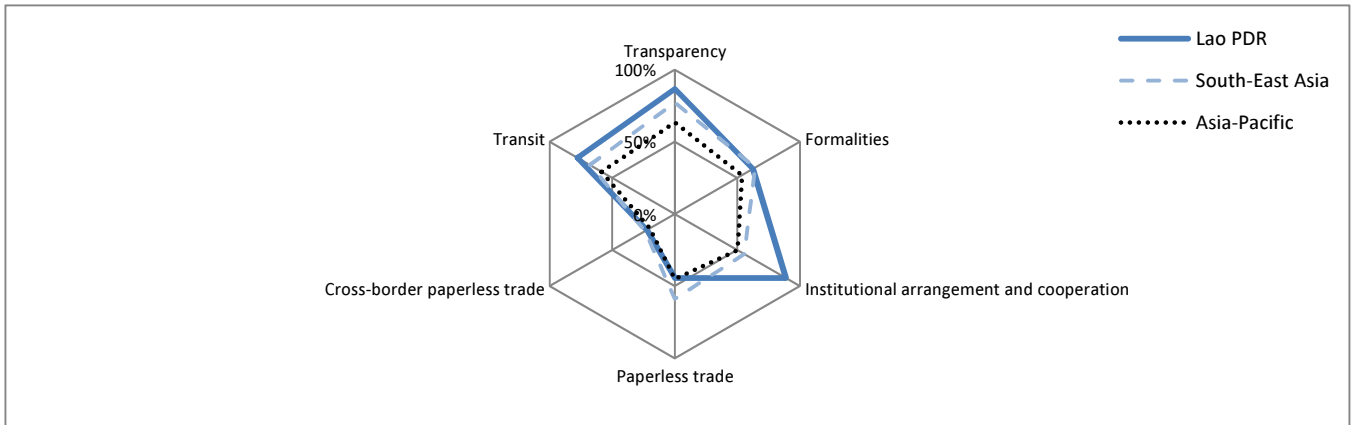 Transparency
100%
Lao PDR
South-East Asia
Asia-Pacific
Transit
50%
Formalities
0%
Cross-border paperless trade
Institutional arrangement and cooperation
Paperless trade